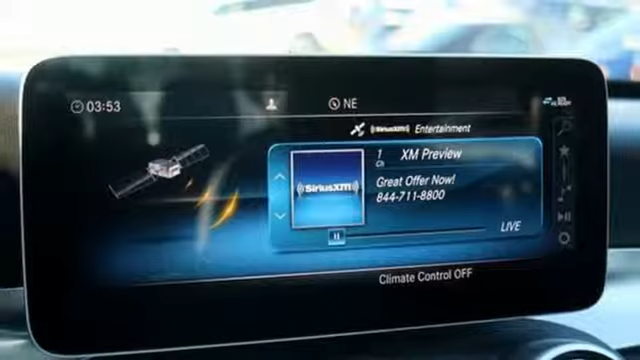 03:53
NE
SiriusXM Entertainment
1 XM Preview
Ch
SiriusXM
Great Offer Now!
844-711-8800
LIVE
Climate Control OFF